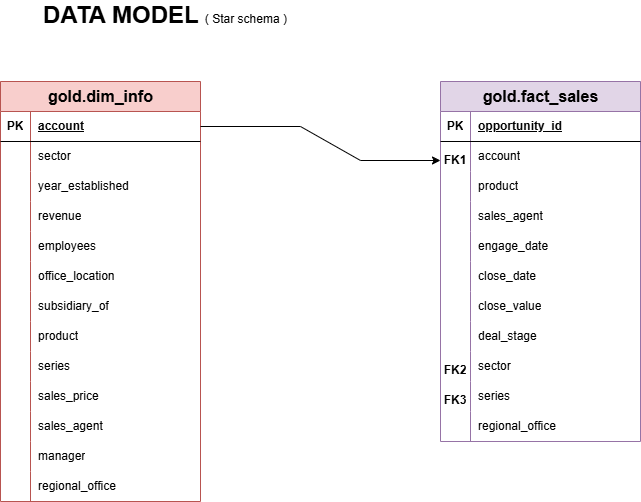 DATA MODEL ( Star schema )
gold.dim_info
PK account
sector
year_established
revenue
employees
office_location
subsidiary_of
product
series
sales_price
sales_agent
manager
regional_office
gold.fact_sales
PK opportunity_id
FK1 account
product
sales_agent
engage_date
close_date
close_value
deal_stage
FK2 sector
FK3 series
regional_office